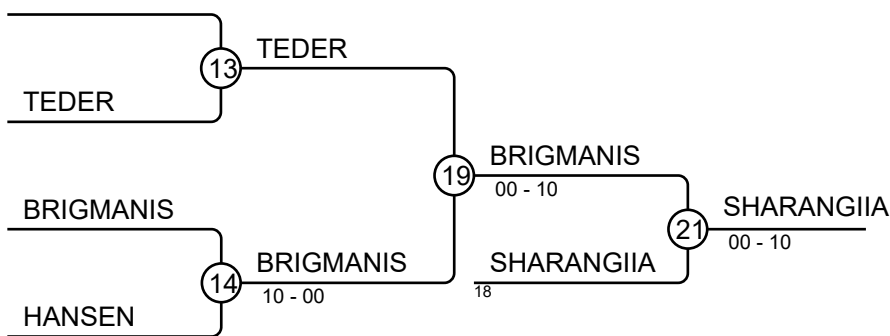 TEDER
13
TEDER
BRIGMANIS
HANSEN
14
BRIGMANIS
10 - 00
19
BRIGMANIS
00 - 10
SHARANGIIA
18
21
SHARANGIIA
00 - 10